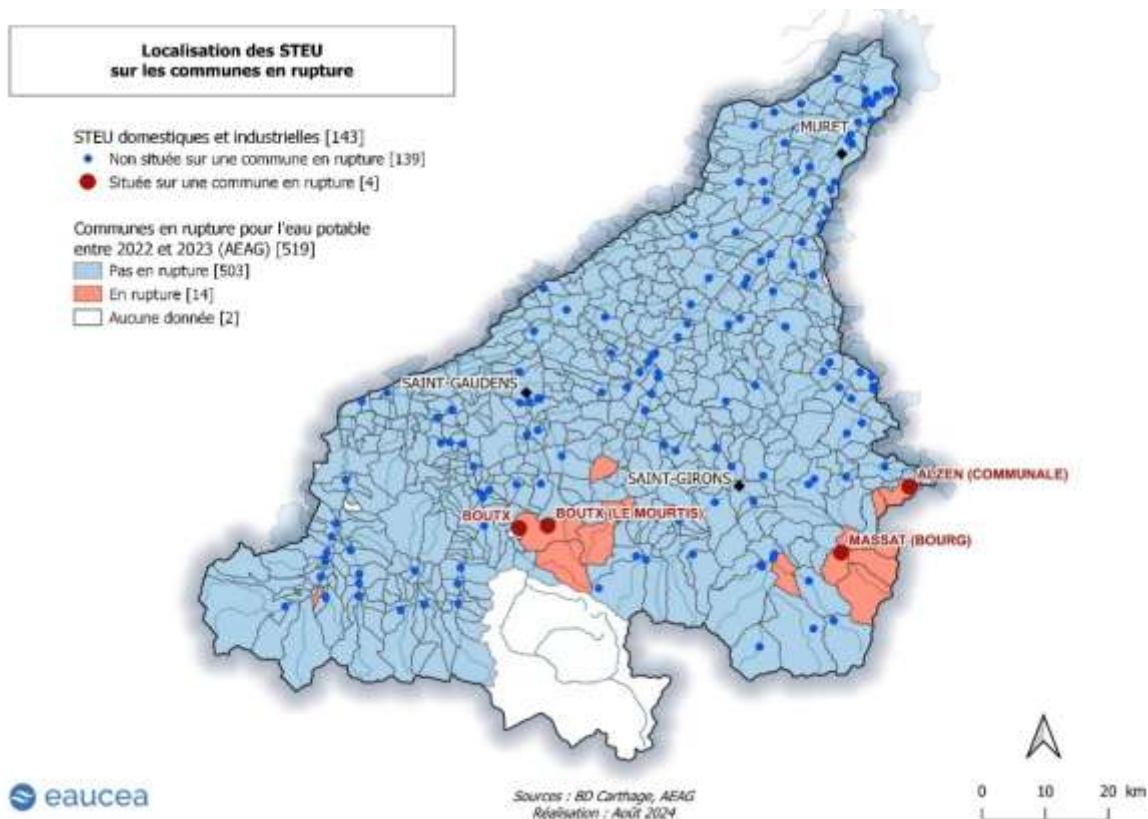 Localisation des STEU
sur les communes en rupture
STEU domestiques et industrielles [143]
Non située sur une commune en rupture [139]
Située sur une commune en rupture [4]
Communes en rupture pour l'eau potable
entre 2022 et 2023 (AEAG) [519]
Pas en rupture [503]
En rupture [14]
Aucune donnée [2]
MURET
SAINT-GAUDENS
SAINT-GIRONS
ALZEN (COMMUNALE)
BOUTX
BOUTX (LE MOURTIS)
MASSAT (BOURG)
eaucea
Sources : BD Carthage, AEAG
Réalisation : Août 2024
0 10 20 km